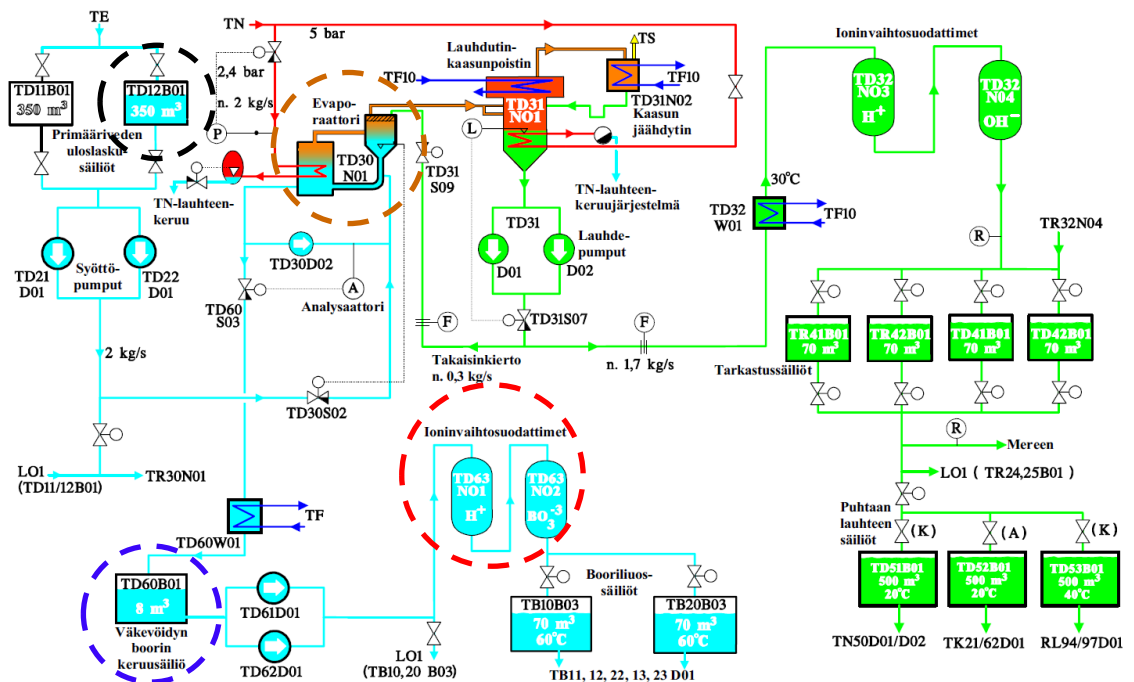 TE
TN
5 bar
2,4 bar
n. 2 kg/s
P
TD11B01
350 m³
TD12B01
350 m³
Primääriveden
uloslasku-
säiliöt
Evapo-
raattori
TD30
N01
TN-lauhteen-
keruu
TD21
D01
Syöttö-
pumput
TD22
D01
2 kg/s
LO1
(TD11/12B01)
TR30N01
TD30D02
A
Analysaattori
TD60
S03
TD30S02
Lauhdutin-
kaasunpoistin
TF10
TD31
NO1
L
TS
TF10
TD31N02
Kaasun
jäähdytin
TN-lauhteen-
keruujärjestelmä
TD31
S09
TD31
Lauhde-
pumput
D01
D02
TD31S07
F
F
Takaisinkierto
n. 0,3 kg/s
n. 1,7 kg/s
Ioninvaihtosuodattimet
TD32
NO3
H⁺
TD32
N04
OH⁻
30°C
TD32
W01
TF10
R
TR32N04
TR41B01
70 m³
TR42B01
70 m³
TD41B01
70 m³
TD42B01
70 m³
Tarkastussäiliöt
R
Mereen
LO1 ( TR24,25B01 )
Puhtaan
lauhteen
säiliöt
(K)
(A)
(K)
TD51B01
500 m³
20°C
TD52B01
500 m³
20°C
TD53B01
500 m³
40°C
TN50D01/D02
TK21/62D01
RL94/97D01
Ioninvaihtosuodattimet
TD63
NO1
H⁺
TD63
NO2
BO₃⁻³
TF
TD60W01
TD60B01
8 m³
Väkevöidyn
boorin
keruusäiliö
TD61D01
TD62D01
LO1
(TB10,20 B03)
Booriliuos-
säiliöt
TB10B03
70 m³
60°C
TB20B03
70 m³
60°C
TB11, 12, 22, 13, 23 D01